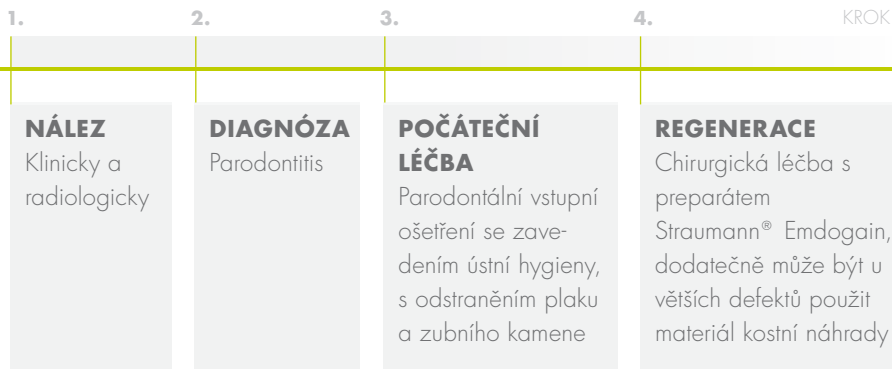 1.
2.
3.
4.
KROK
NÁLEZ
Klinicky a
radiologicky
DIAGNÓZA
Parodontitis
POČÁTEČNÍ
LÉČBA
Parodontální vstupní
ošetření se zave-
dením ústní hygieny,
s odstraněním plaku
a zubního kamene
REGENERACE
Chirurgická léčba s
preparátem
Straumann® Emdogain,
dodatečně může být u
větších defektů použit
materiál kostní náhrady